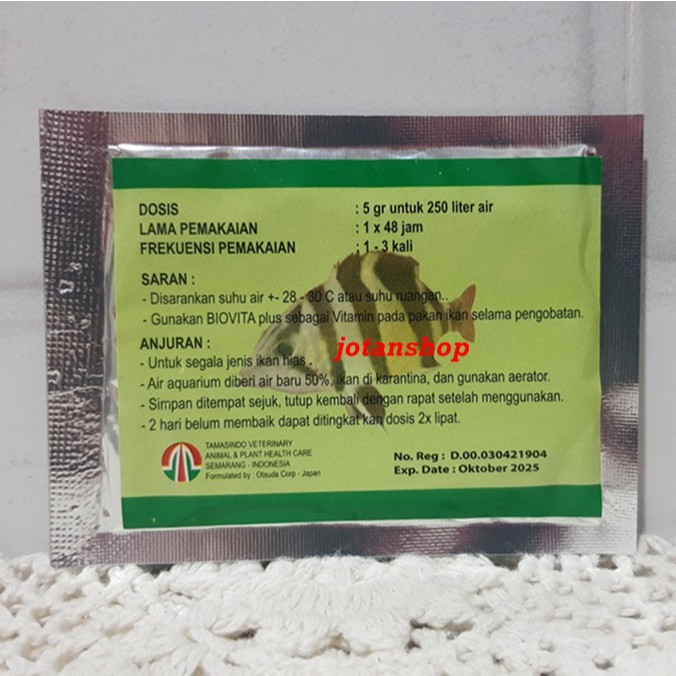 DOSIS : 5 gr untuk 250 liter air
LAMA PEMAKAIAN : 1 x 48 jam
FREKUENSI PEMAKAIAN : 1 - 3 kali
SARAN :
- Disarankan suhu air +- 28 - 30 C atau suhu ruangan..
- Gunakan BIOVITA plus sebagai Vitamin pada pakan ikan selama pengobatan.
ANJURAN :
jotanshop
- Untuk segala jenis ikan hias .
- Air aquarium diberi air baru 50%, ikan di karantina, dan gunakan aerator.
- Simpan ditempat sejuk, tutup kembali dengan rapat setelah menggunakan.
- 2 hari belum membaik dapat ditingkat kan dosis 2x lipat.
TAMASINDO VETERINARY
ANIMAL & PLANT HEALTH CARE
SEMARANG - INDONESIA
Formulated by : Otsuda Corp - Japan
No. Reg : D.00.030421904
Exp. Date : Oktober 2025